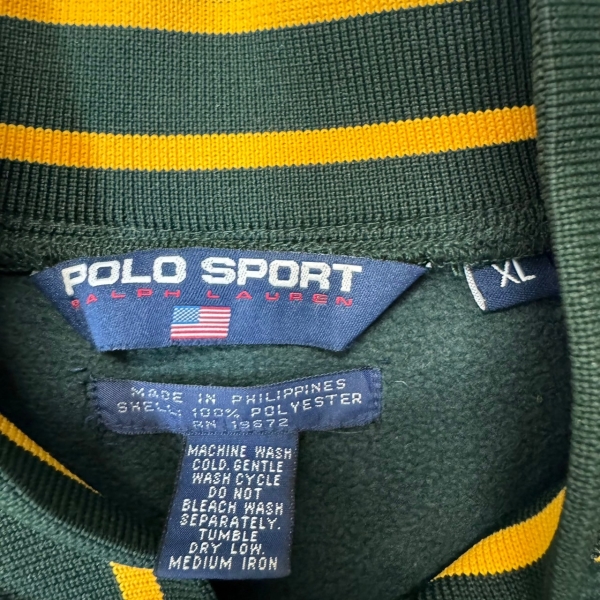 POLO SPORT
RALPH LAUREN
XL
MADE IN PHILIPPINES
SHELL: 100% POLYESTER
RN 19672
MACHINE WASH
COLD. GENTLE
WASH CYCLE
DO NOT
BLEACH WASH
SEPARATELY.
TUMBLE
DRY LOW.
MEDIUM IRON